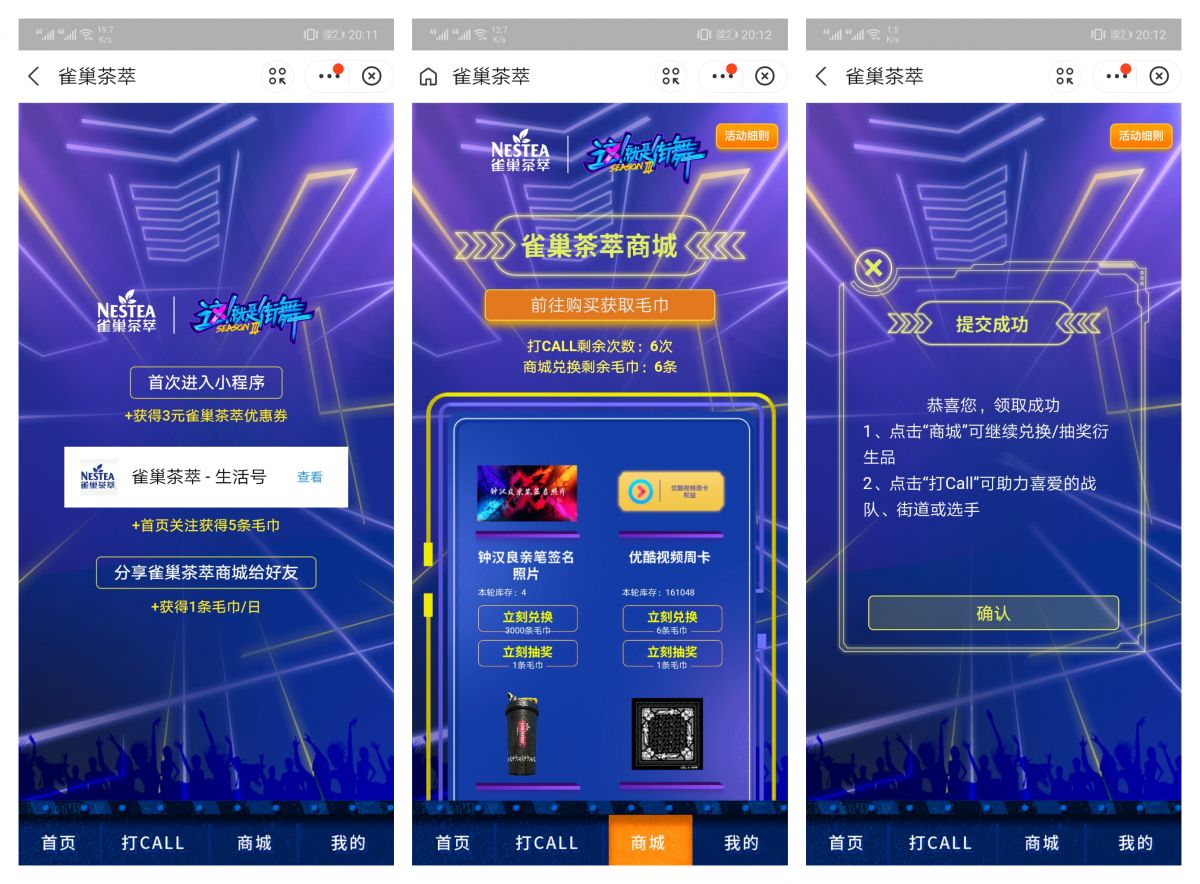 4G 4G 19.7 K/s 22 20:11
雀巢茶萃
NESTEA
雀巢茶萃
这!就是街舞
SEASON III
首次进入小程序
+获得3元雀巢茶萃优惠券
NESTEA
雀巢茶萃
雀巢茶萃 - 生活号
查看
+首页关注获得5条毛巾
分享雀巢茶萃商城给好友
+获得1条毛巾/日
首页 打CALL 商城 我的
4G 4G 12.7 K/s 22 20:12
雀巢茶萃
活动细则
NESTEA
雀巢茶萃
这!就是街舞
SEASON III
雀巢茶萃商城
前往购买获取毛巾
打CALL剩余次数：6次
商城兑换剩余毛巾：6条
钟汉良亲笔签名照片
钟汉良亲笔签名
照片
本轮库存：4
立刻兑换
3000条毛巾
立刻抽奖
1条毛巾
优酷视频周卡
权益
优酷视频周卡
本轮库存：161048
立刻兑换
6条毛巾
立刻抽奖
1条毛巾
首页 打CALL 商城 我的
4G 4G 1.5 K/s 22 20:12
雀巢茶萃
活动细则
提交成功
恭喜您，领取成功
1、点击“商城”可继续兑换/抽奖衍
生品
2、点击“打Call”可助力喜爱的战
队、街道或选手
确认
首页 打CALL 商城 我的